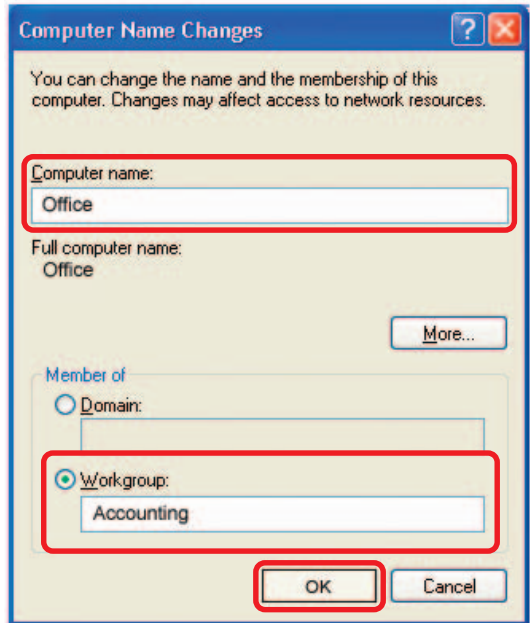 Computer Name Changes
?
You can change the name and the membership of this
computer. Changes may affect access to network resources.
Computer name:
Office
Full computer name:
Office
More...
Member of
Domain:
Workgroup:
Accounting
OK Cancel